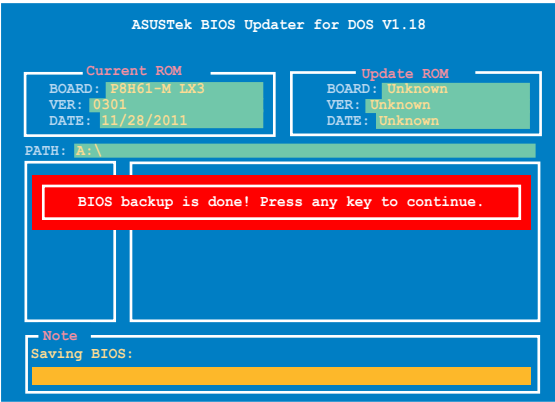 ASUSTek BIOS Updater for DOS V1.18
Current ROM
BOARD: P8H61-M LX3
VER: 0301
DATE: 11/28/2011
Update ROM
BOARD: Unknown
VER: Unknown
DATE: Unknown
PATH: A:\
BIOS backup is done! Press any key to continue.
Note
Saving BIOS: